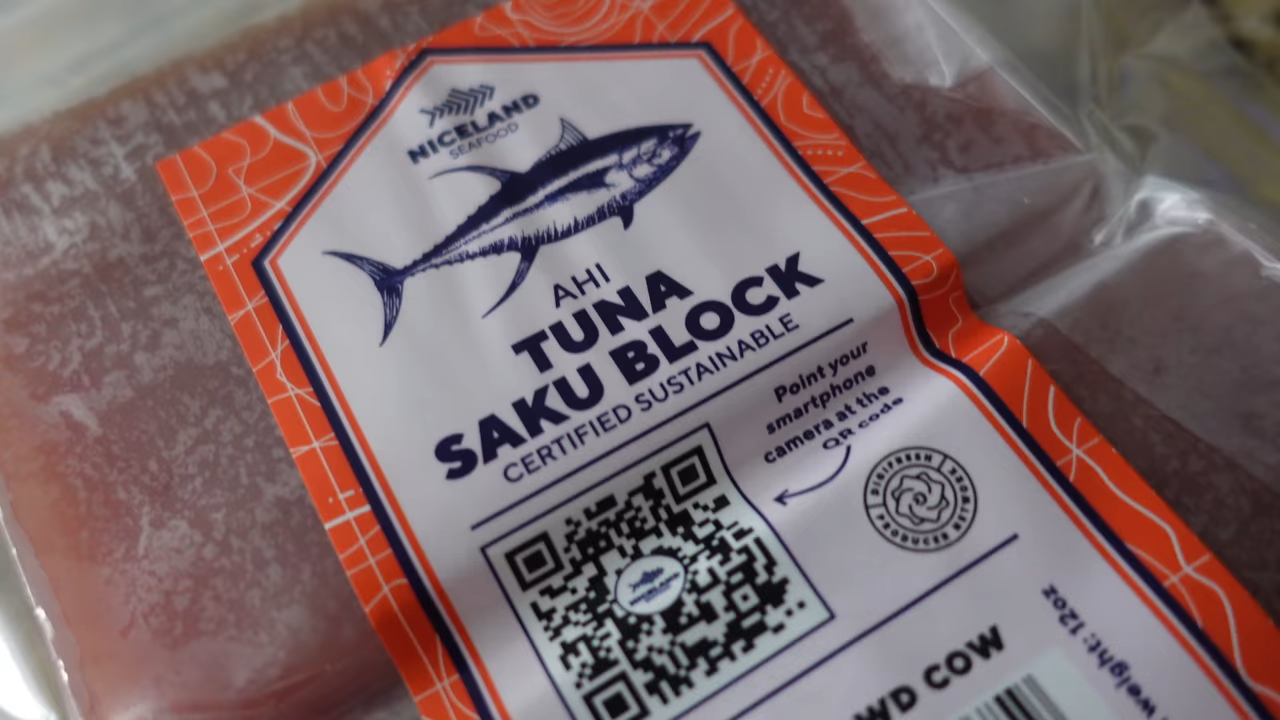 NICELAND
SEAFOOD
AHI
TUNA
SAKU BLOCK
CERTIFIED SUSTAINABLE
Point your
smartphone
camera at the
QR code
DIGIFRESH
PRODUCER
WD COW
weight: 12oz